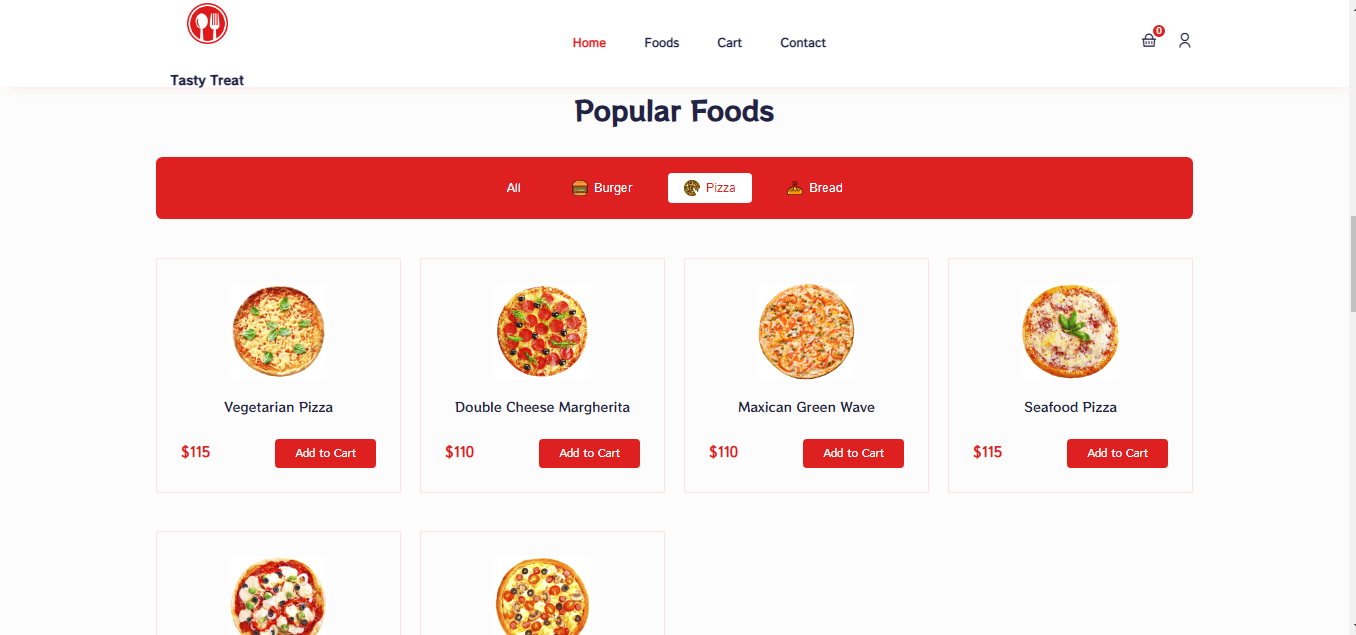 Home Foods Cart Contact 0
Tasty Treat
Popular Foods
All Burger Pizza Bread
Vegetarian Pizza Double Cheese Margherita Maxican Green Wave Seafood Pizza
$115 Add to Cart $110 Add to Cart $110 Add to Cart $115 Add to Cart